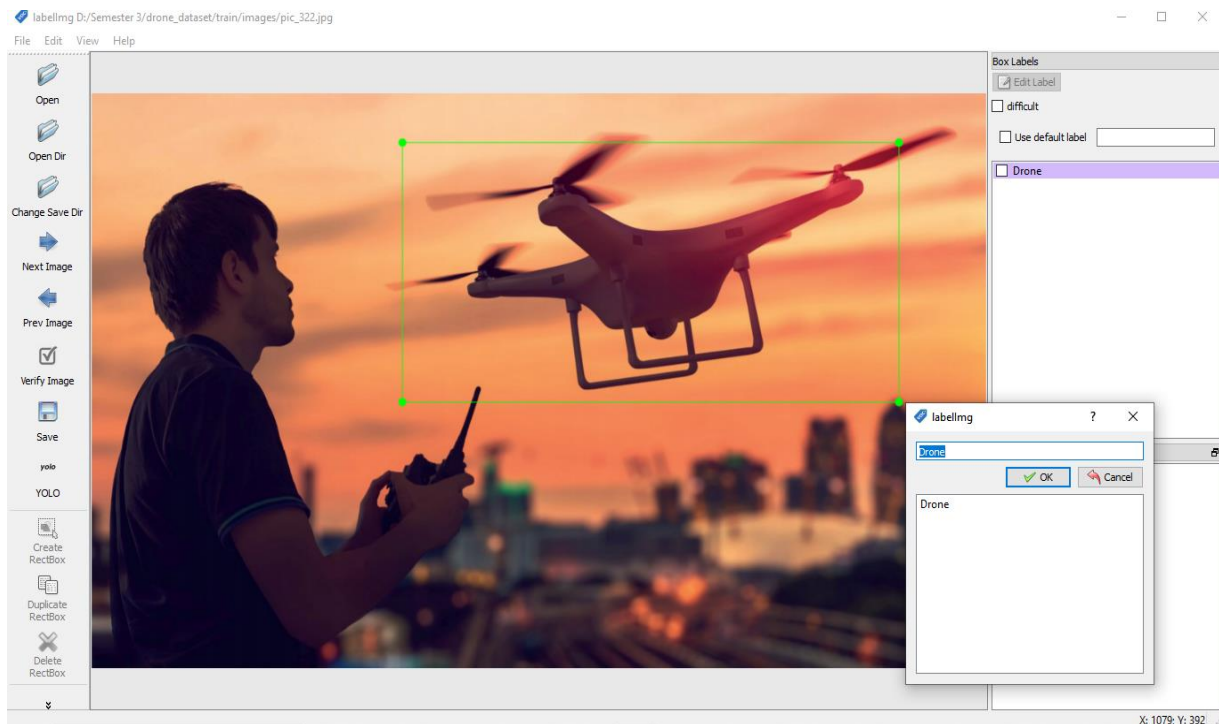 labelImg D:/Semester 3/drone_dataset/train/images/pic_322.jpg
File Edit View Help
Open
Open Dir
Change Save Dir
Next Image
Prev Image
Verify Image
Save
yolo
YOLO
Create
RectBox
Duplicate
RectBox
Delete
RectBox
Box Labels
Edit Label
difficult
Use default label
Drone
labelImg ?
Drone
OK Cancel
Drone
X: 1079; Y: 392